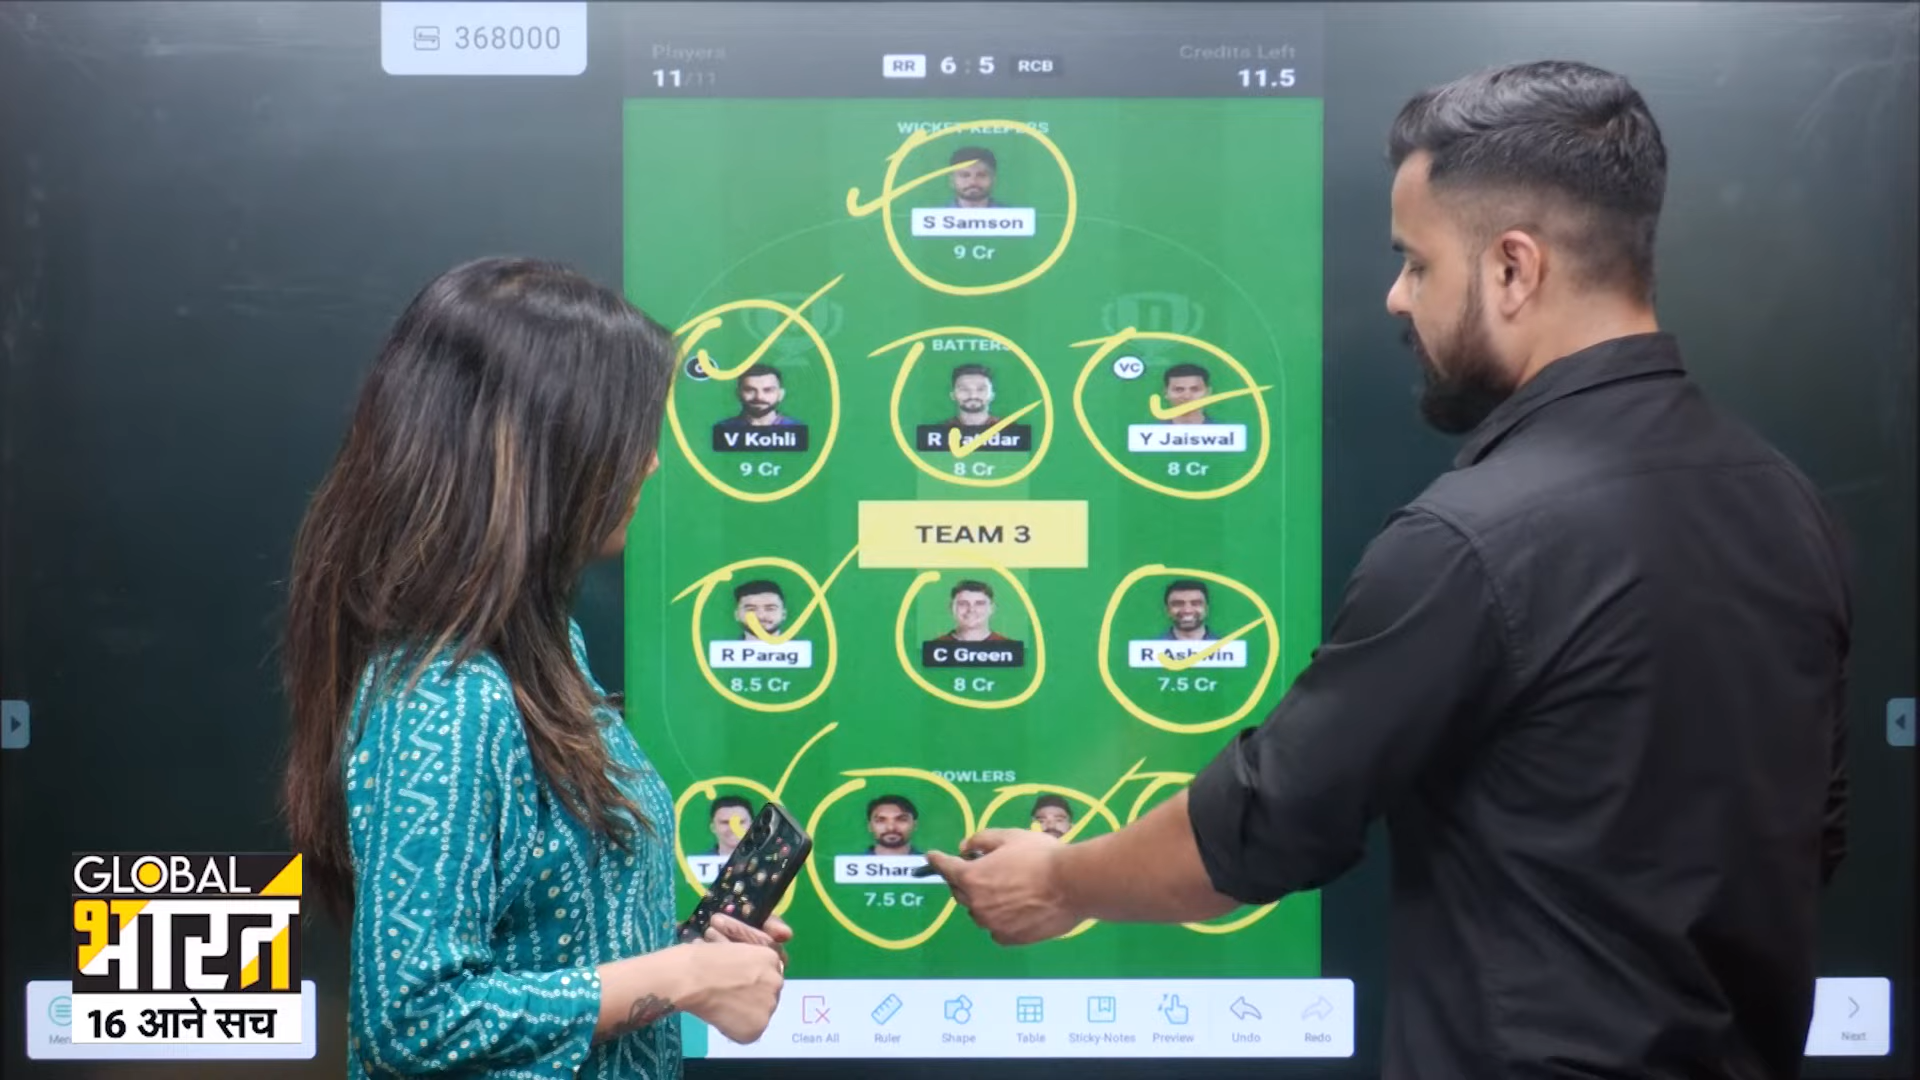 368000
Players
11/11
RR 6 : 5 RCB
Credits Left
11.5
WICKET-KEEPERS
S Samson
9 Cr
BATTERS
V Kohli
9 Cr
8 Cr
VC
Y Jaiswal
8 Cr
TEAM 3
R Parag
8.5 Cr
C Green
8 Cr
R Ashwin
7.5 Cr
BOWLERS
7.5 Cr
GLOBAL
भारत
16 आने सच
Clean All
Ruler
Shape
Table
Sticky-Notes
Preview
Undo
Redo
Next